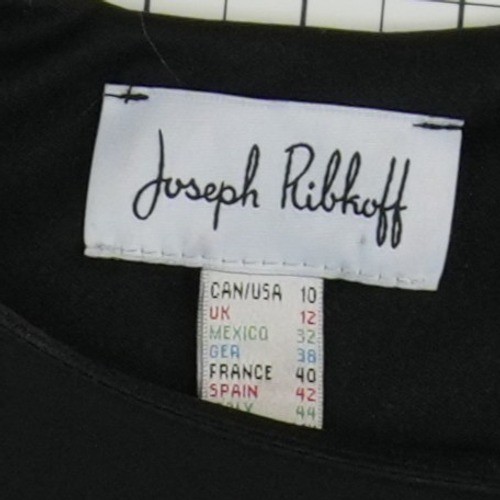 Joseph Ribkoff
CAN/USA 10
UK 12
MEXICO 32
GER 38
FRANCE 40
SPAIN 42
44